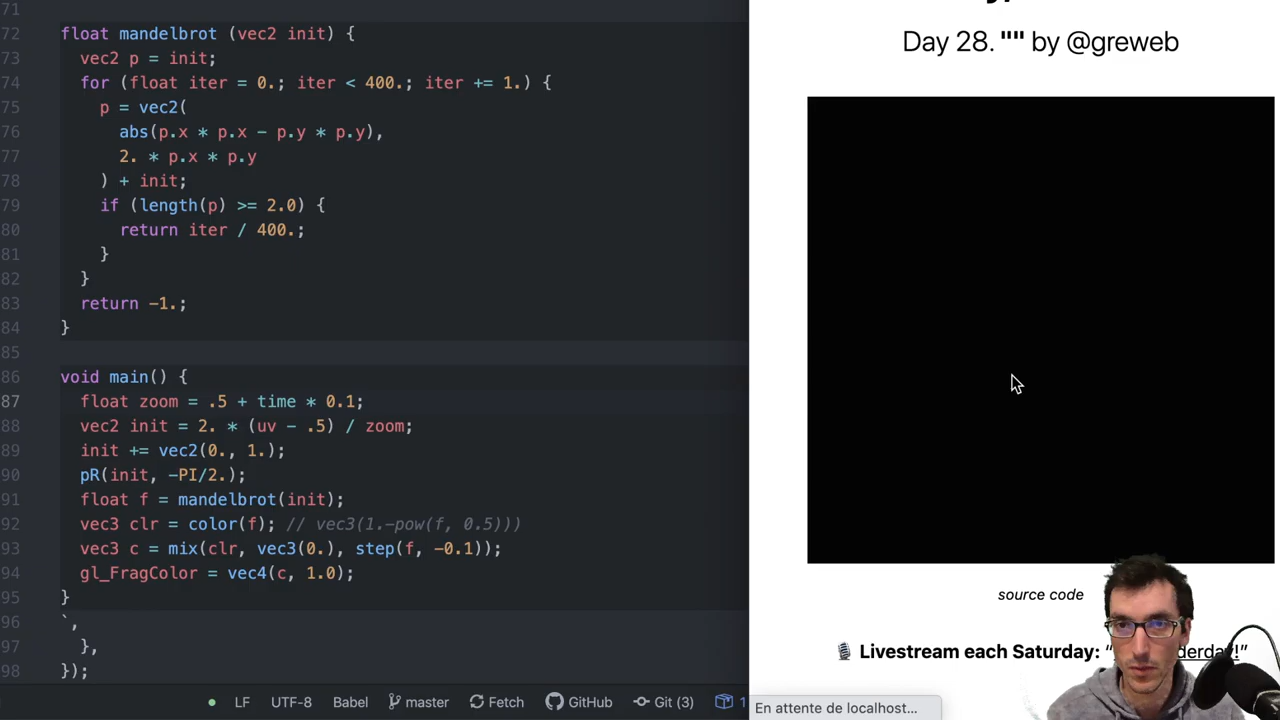 71
72 float mandelbrot (vec2 init) {
73 vec2 p = init;
74 for (float iter = 0.; iter < 400.; iter += 1.) {
75 p = vec2(
76 abs(p.x * p.x - p.y * p.y),
77 2. * p.x * p.y
78 ) + init;
79 if (length(p) >= 2.0) {
80 return iter / 400.;
81 }
82 }
83 return -1.;
84 }
85
86 void main() {
87 float zoom = .5 + time * 0.1;
88 vec2 init = 2. * (uv - .5) / zoom;
89 init += vec2(0., 1.);
90 pR(init, -PI/2.);
91 float f = mandelbrot(init);
92 vec3 clr = color(f); // vec3(1.-pow(f, 0.5)))
93 vec3 c = mix(clr, vec3(0.), step(f, -0.1));
94 gl_FragColor = vec4(c, 1.0);
95 }
96 `,
97 },
98 });
LF UTF-8 Babel master Fetch GitHub Git (3) 1
Day 28. "" by @greweb
source code
🎙️ Livestream each Saturday: "
En attente de localhost...